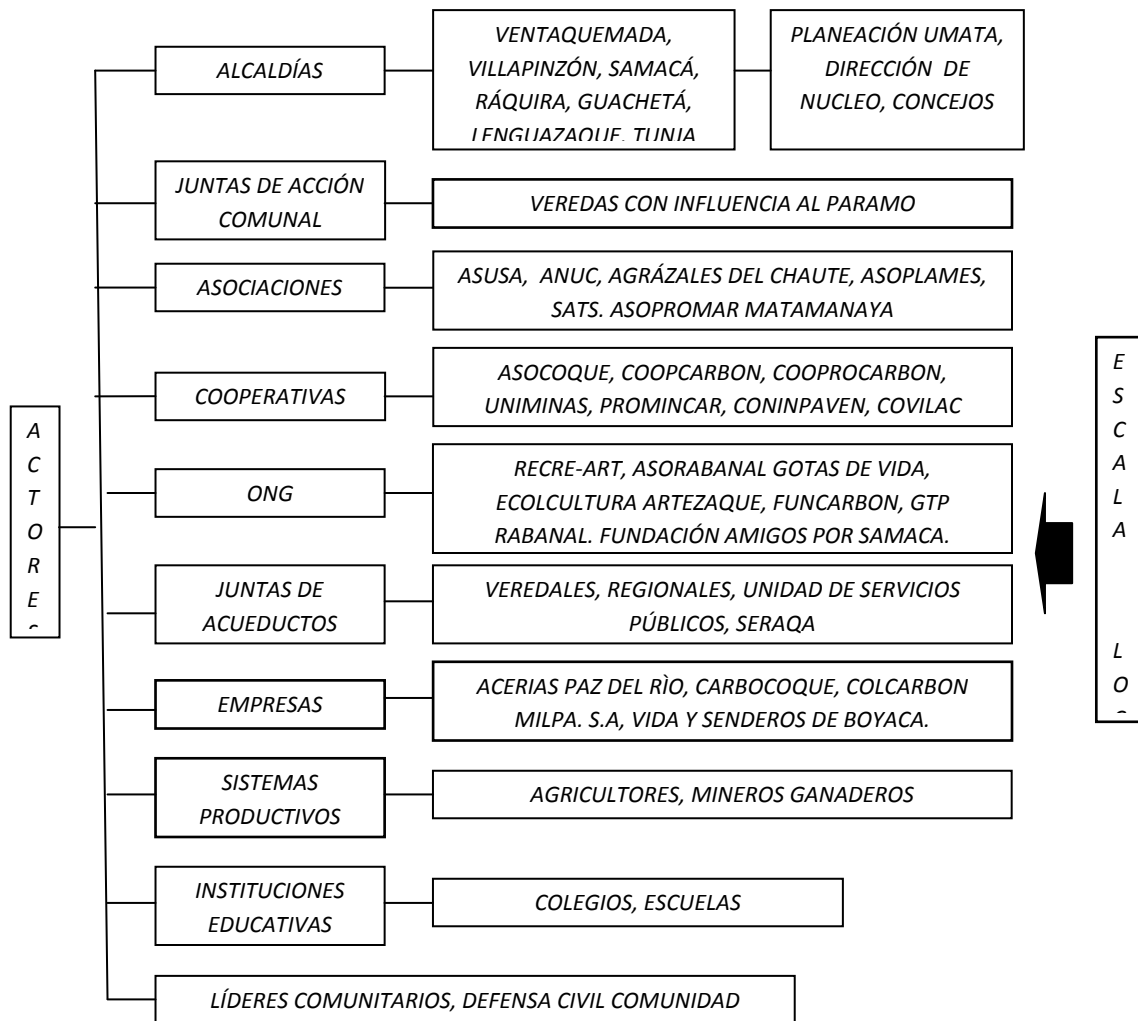 ALCALDÍAS
VENTAQUEMADA,
VILLAPINZÓN, SAMACÁ,
RÁQUIRA, GUACHETÁ,
LENGUAZAQUE, TUNJA
PLANEACIÓN UMATA,
DIRECCIÓN DE
NUCLEO, CONCEJOS
JUNTAS DE ACCIÓN
COMUNAL
VEREDAS CON INFLUENCIA AL PARAMO
ASOCIACIONES
ASUSA, ANUC, AGRÁZALES DEL CHAUTE, ASOPLAMES,
SATS. ASOPROMAR MATAMANAYA
COOPERATIVAS
ASOCOQUE, COOPCARBON, COOPROCARBON,
UNIMINAS, PROMINCAR, CONINPAVEN, COVILAC
ONG
RECRE-ART, ASORABANAL GOTAS DE VIDA,
ECOLCULTURA ARTEZAQUE, FUNCARBON, GTP
RABANAL. FUNDACIÓN AMIGOS POR SAMACA.
JUNTAS DE
ACUEDUCTOS
VEREDALES, REGIONALES, UNIDAD DE SERVICIOS
PÚBLICOS, SERAQA
EMPRESAS
ACERIAS PAZ DEL RÌO, CARBOCOQUE, COLCARBON
MILPA. S.A, VIDA Y SENDEROS DE BOYACA.
SISTEMAS
PRODUCTIVOS
AGRICULTORES, MINEROS GANADEROS
INSTITUCIONES
EDUCATIVAS
COLEGIOS, ESCUELAS
LÍDERES COMUNITARIOS, DEFENSA CIVIL COMUNIDAD
A
C
T
O
R
E
S
E
S
C
A
L
A
L
O